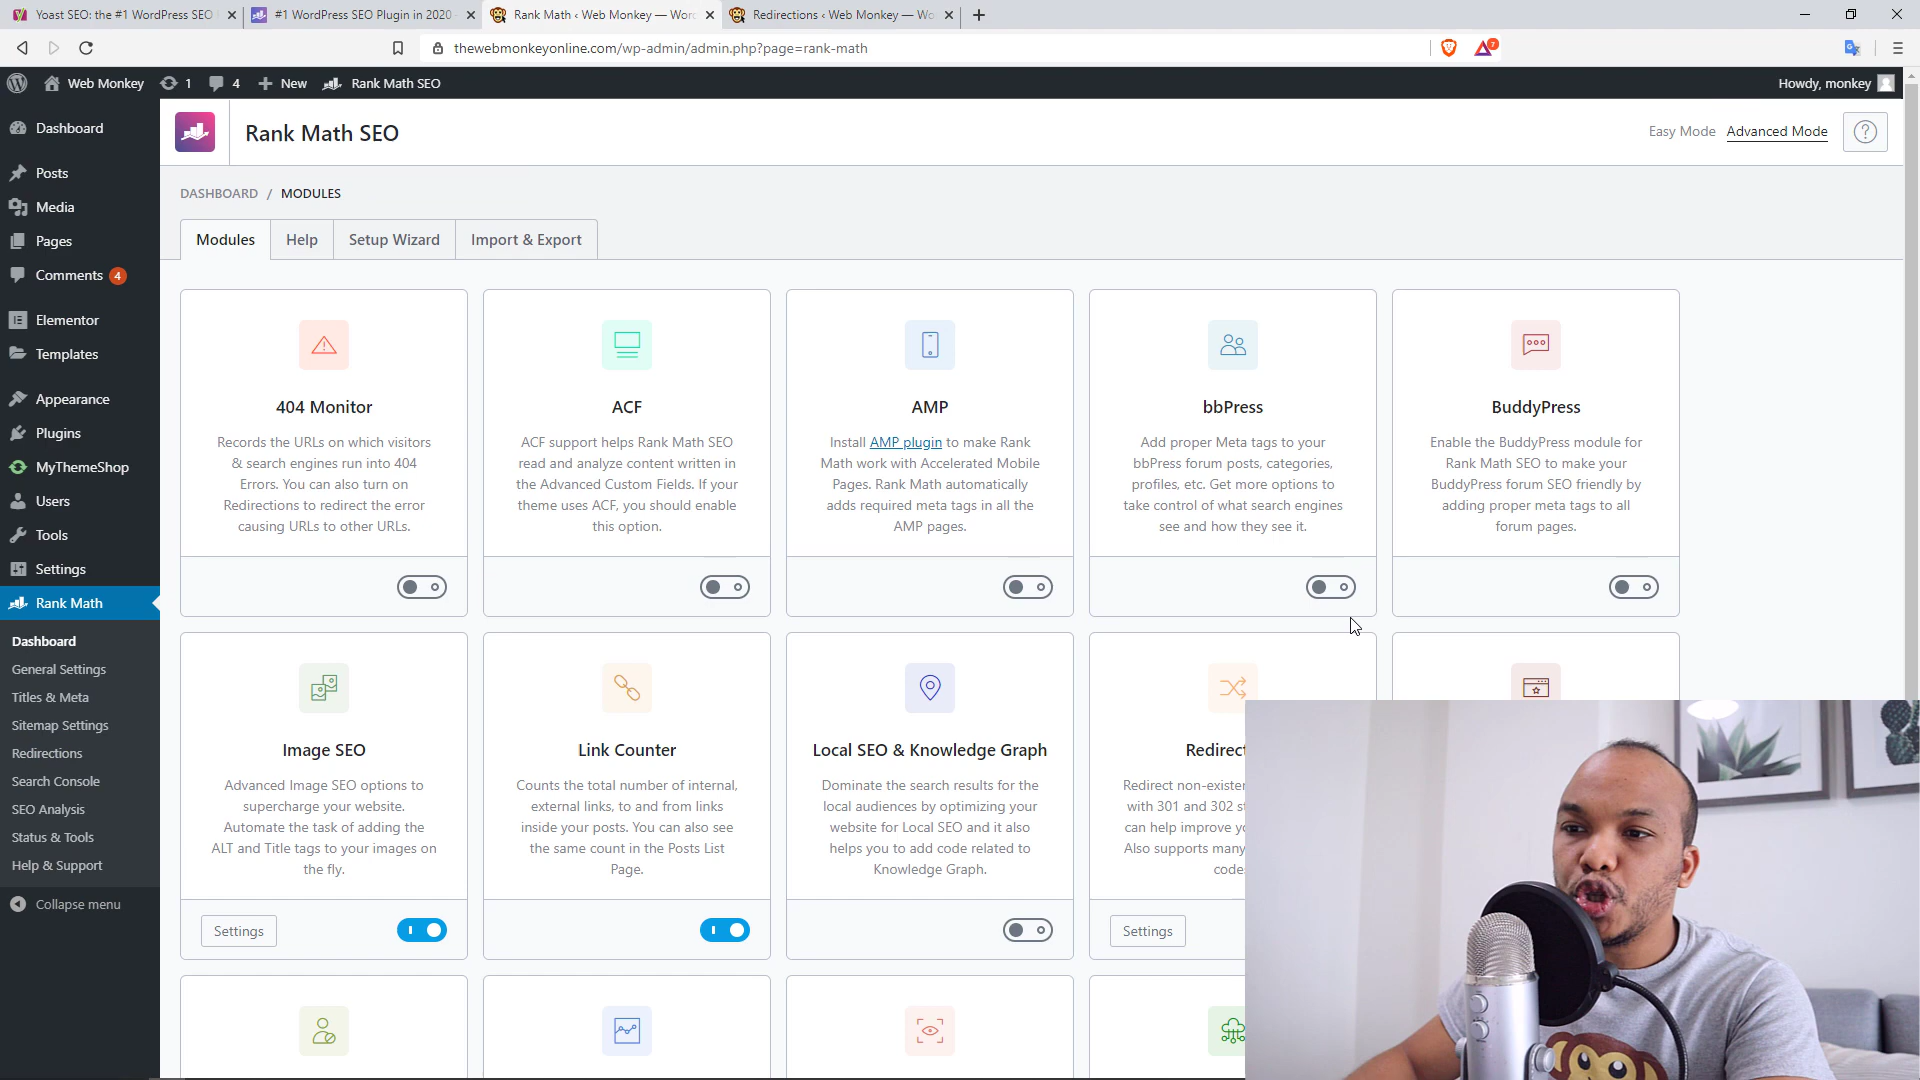 Yoast SEO: the #1 WordPress SEO
#1 WordPress SEO Plugin in 2020
Rank Math ‹ Web Monkey — Wor
Redirections ‹ Web Monkey — Wo
thewebmonkeyonline.com/wp-admin/admin.php?page=rank-math
7
Web Monkey
1
4
New
Rank Math SEO
Howdy, monkey
Dashboard
Posts
Media
Pages
Comments 4
Elementor
Templates
Appearance
Plugins
MyThemeShop
Users
Tools
Settings
Rank Math
Dashboard
General Settings
Titles & Meta
Sitemap Settings
Redirections
Search Console
SEO Analysis
Status & Tools
Help & Support
Collapse menu
Rank Math SEO
Easy Mode
Advanced Mode
?
DASHBOARD / MODULES
Modules
Help
Setup Wizard
Import & Export
404 Monitor
Records the URLs on which visitors
& search engines run into 404
Errors. You can also turn on
Redirections to redirect the error
causing URLs to other URLs.
ACF
ACF support helps Rank Math SEO
read and analyze content written in
the Advanced Custom Fields. If your
theme uses ACF, you should enable
this option.
AMP
Install AMP plugin to make Rank
Math work with Accelerated Mobile
Pages. Rank Math automatically
adds required meta tags in all the
AMP pages.
bbPress
Add proper Meta tags to your
bbPress forum posts, categories,
profiles, etc. Get more options to
take control of what search engines
see and how they see it.
BuddyPress
Enable the BuddyPress module for
Rank Math SEO to make your
BuddyPress forum SEO friendly by
adding proper meta tags to all
forum pages.
Image SEO
Advanced Image SEO options to
supercharge your website.
Automate the task of adding the
ALT and Title tags to your images on
the fly.
Settings
Link Counter
Counts the total number of internal,
external links, to and from links
inside your posts. You can also see
the same count in the Posts List
Page.
Local SEO & Knowledge Graph
Dominate the search results for the
local audiences by optimizing your
website for Local SEO and it also
helps you to add code related to
Knowledge Graph.
Redirect
Redirect non-existen
with 301 and 302 st
can help improve yo
Also supports many
code
Settings